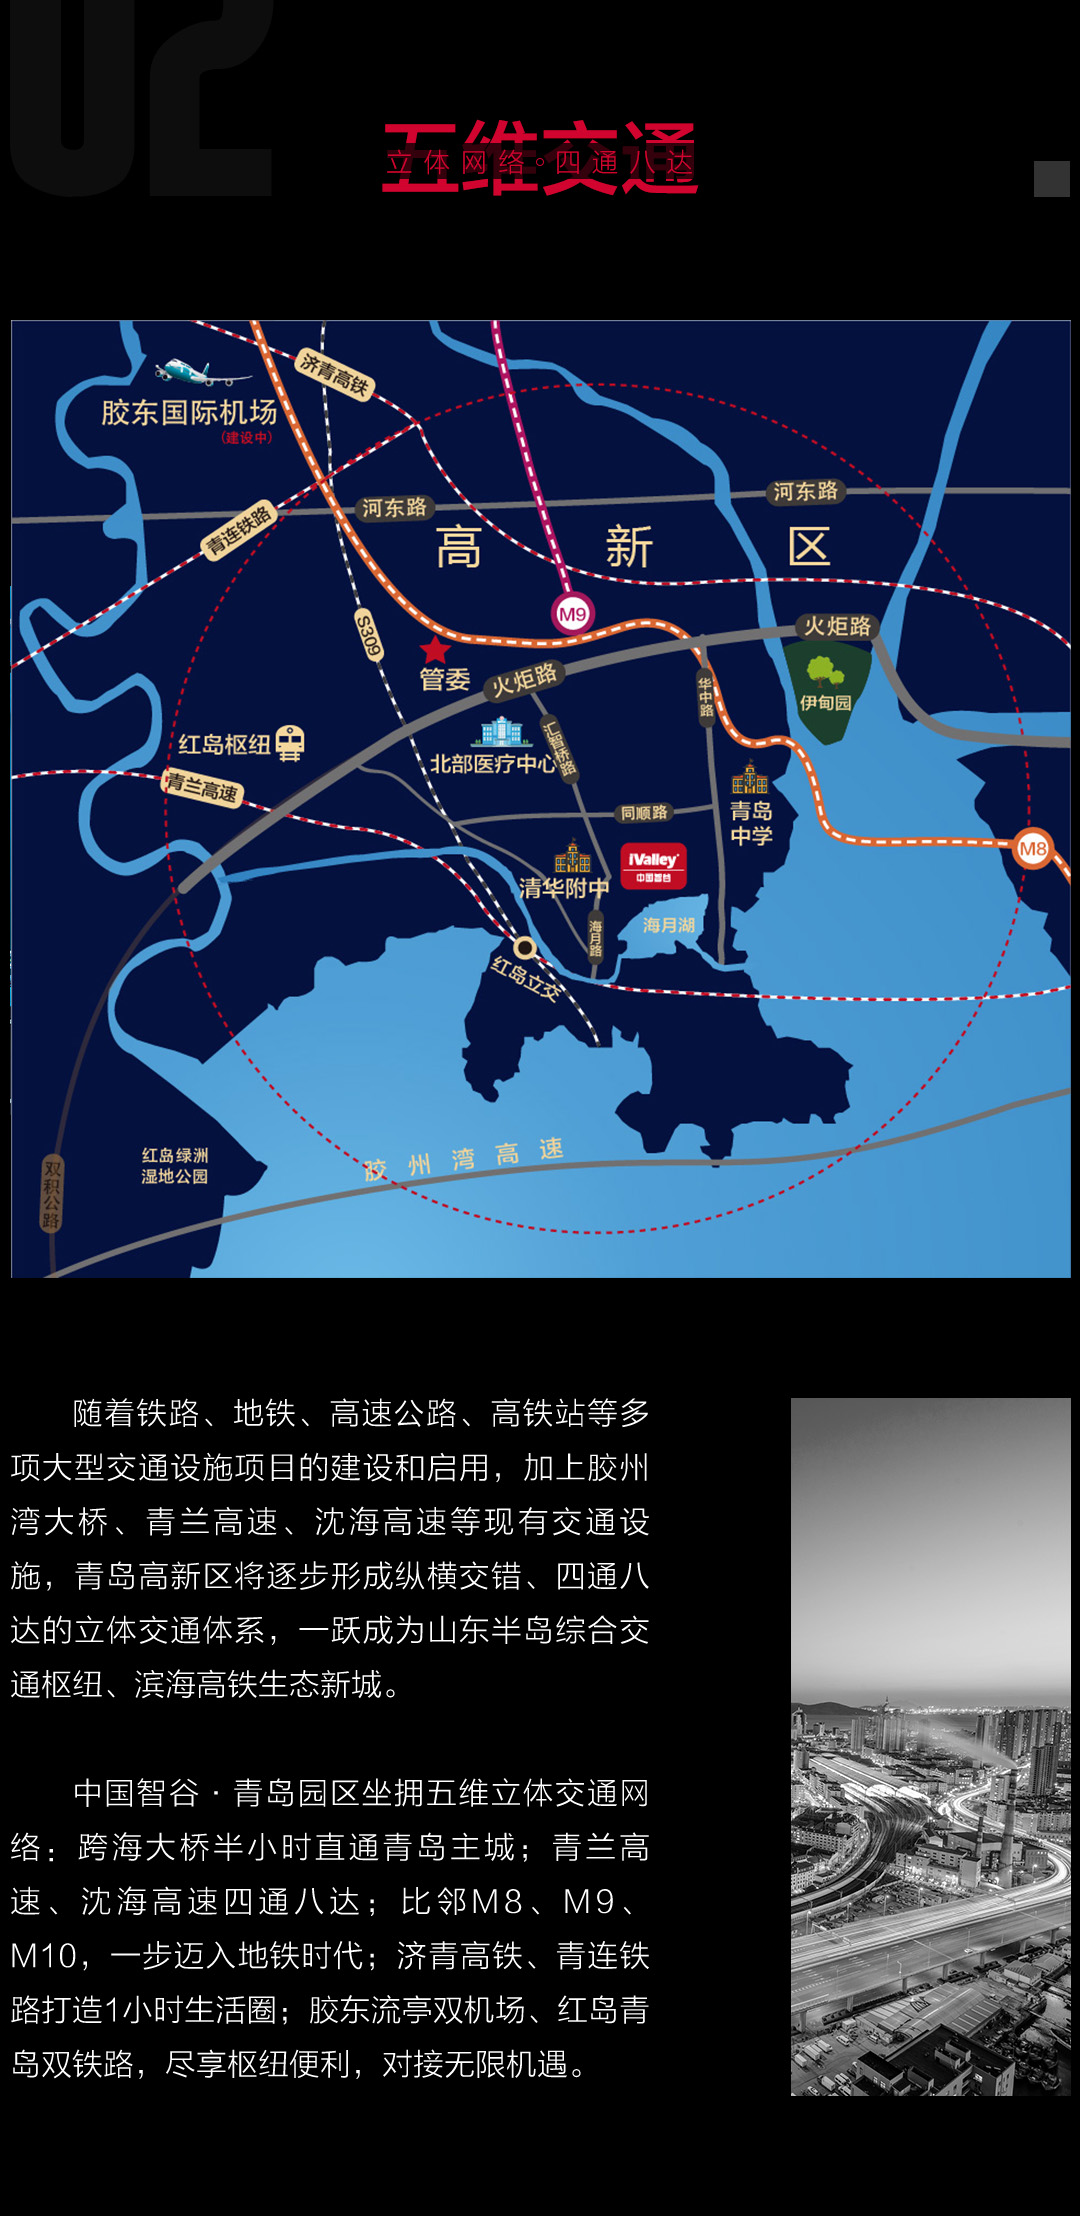 02
五维交通
立体网络。四通八达
济青高铁
胶东国际机场
(建设中)
河东路
河东路
青连铁路
高新区
M9
S309
火炬路
管委
火炬路
华中路
伊甸园
红岛枢纽
汇智桥路
北部医疗中心
青兰高速
同顺路
青岛
中学
M8
iValley
中国智谷
清华附中
海月湖
海月路
红岛立交
胶州湾高速
红岛绿洲
湿地公园
双积公路
随着铁路、地铁、高速公路、高铁站等多
项大型交通设施项目的建设和启用，加上胶州
湾大桥、青兰高速、沈海高速等现有交通设
施，青岛高新区将逐步形成纵横交错、四通八
达的立体交通体系，一跃成为山东半岛综合交
通枢纽、滨海高铁生态新城。
中国智谷·青岛园区坐拥五维立体交通网
络：跨海大桥半小时直通青岛主城；青兰高
速、沈海高速四通八达；比邻M8、M9、
M10，一步迈入地铁时代；济青高铁、青连铁
路打造1小时生活圈；胶东流亭双机场、红岛青
岛双铁路，尽享枢纽便利，对接无限机遇。